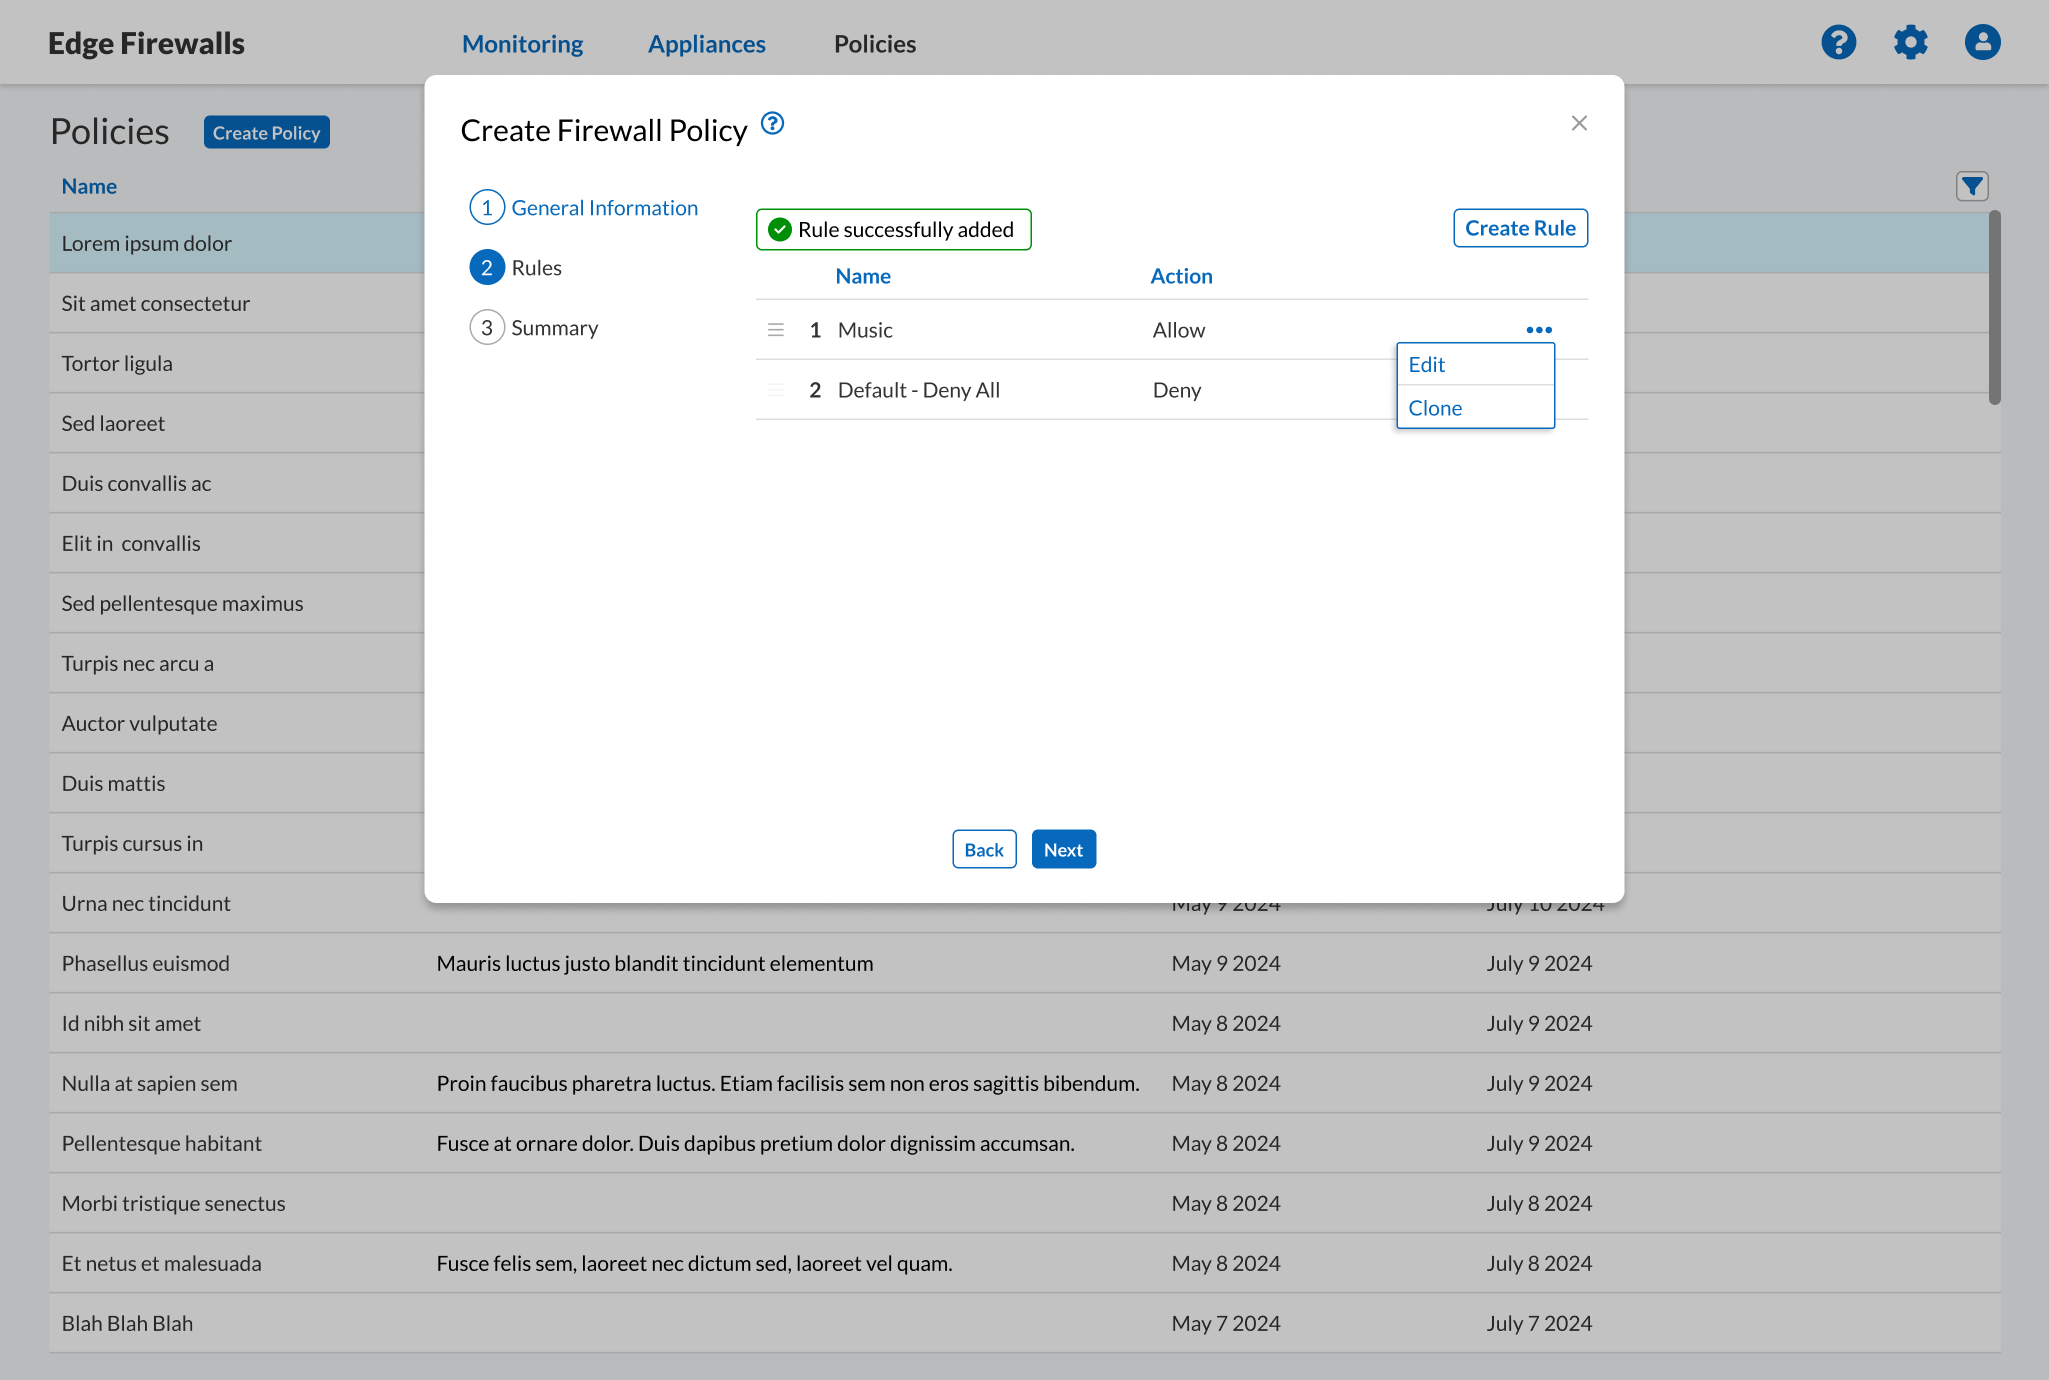 Edge Firewalls
Monitoring
Appliances
Policies
Policies
Create Policy
Name
Lorem ipsum dolor
Sit amet consectetur
Tortor ligula
Sed laoreet
Duis convallis ac
Elit in convallis
Sed pellentesque maximus
Turpis nec arcu a
Auctor vulputate
Duis mattis
Turpis cursus in
Create Firewall Policy ?
1 General Information
2 Rules
3 Summary
Rule successfully added
Create Rule
Name Action
1 Music Allow
Edit
Clone
2 Default - Deny All Deny
Back
Next
Urna nec tincidunt May 9 2024 July 10 2024
Phasellus euismod Mauris luctus justo blandit tincidunt elementum May 9 2024 July 9 2024
Id nibh sit amet May 8 2024 July 9 2024
Nulla at sapien sem Proin faucibus pharetra luctus. Etiam facilisis sem non eros sagittis bibendum. May 8 2024 July 9 2024
Pellentesque habitant Fusce at ornare dolor. Duis dapibus pretium dolor dignissim accumsan. May 8 2024 July 9 2024
Morbi tristique senectus May 8 2024 July 8 2024
Et netus et malesuada Fusce felis sem, laoreet nec dictum sed, laoreet vel quam. May 8 2024 July 8 2024
Blah Blah Blah May 7 2024 July 7 2024